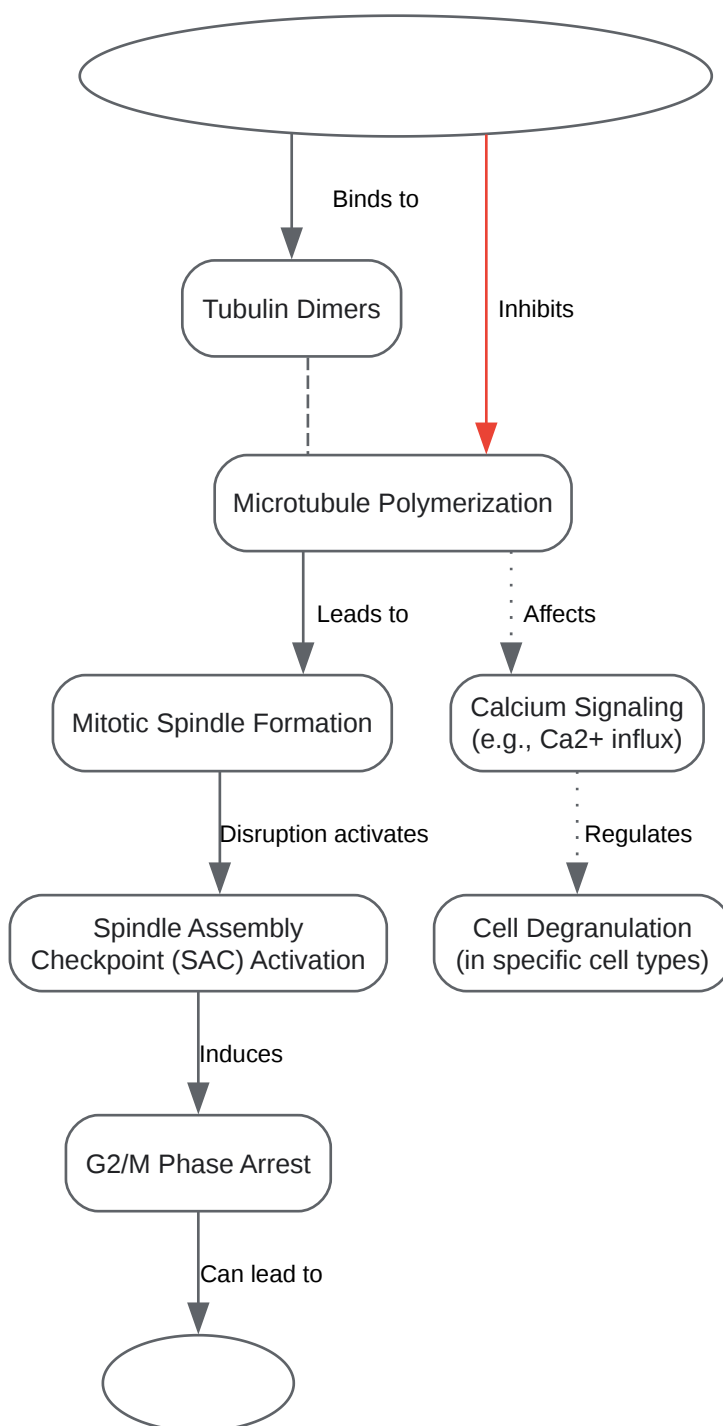 Binds to
Tubulin Dimers
Inhibits
Microtubule Polymerization
Leads to
Affects
Mitotic Spindle Formation
Calcium Signaling
(e.g., Ca2+ influx)
Disruption activates
Regulates
Spindle Assembly
Checkpoint (SAC) Activation
Cell Degranulation
(in specific cell types)
Induces
G2/M Phase Arrest
Can lead to